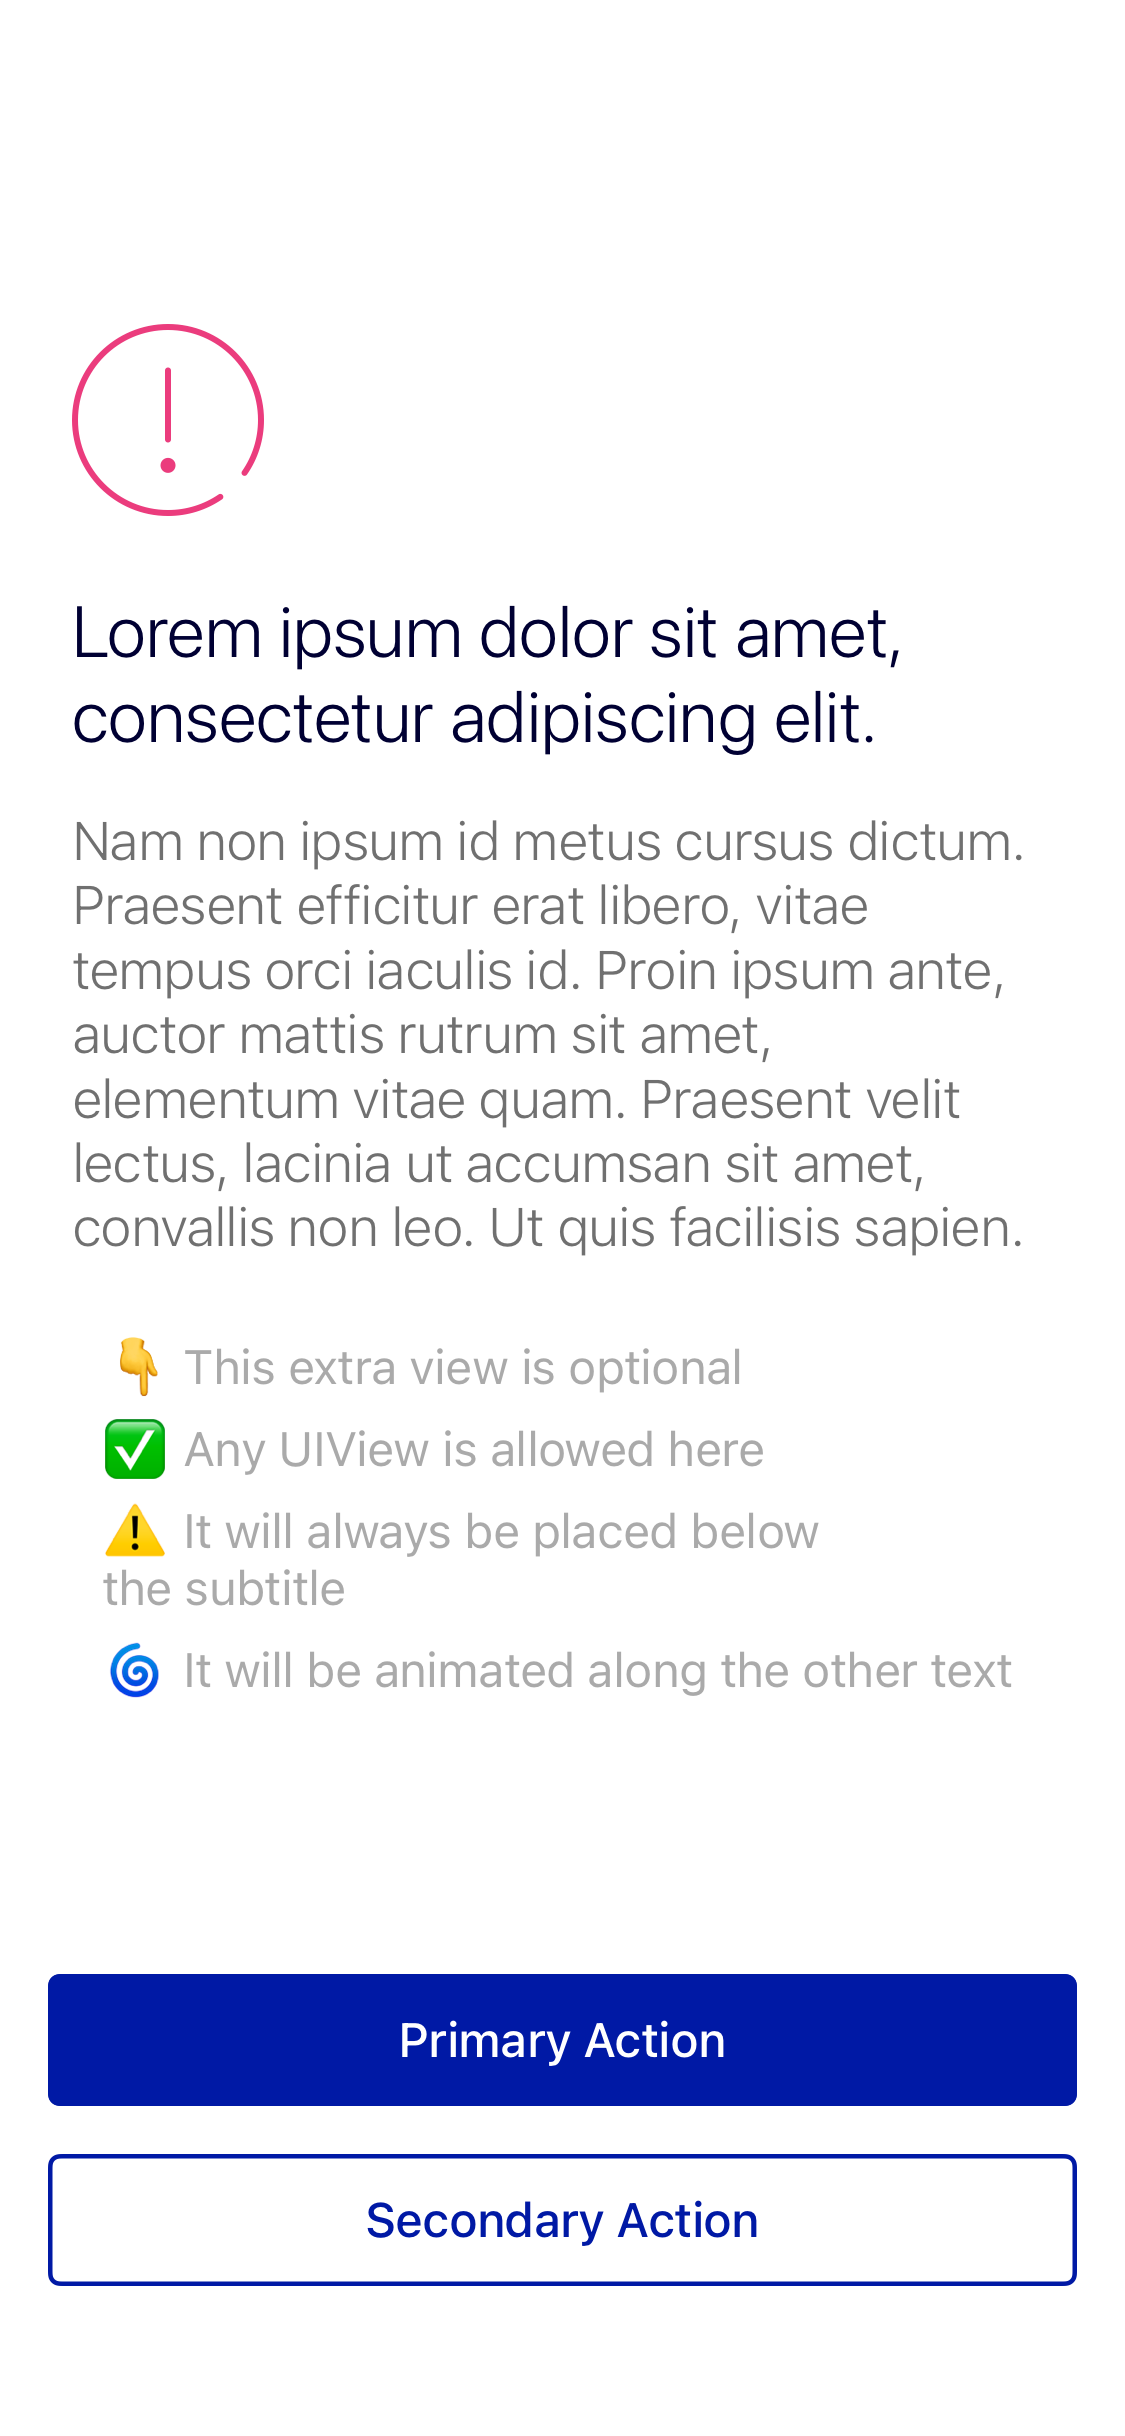 Lorem ipsum dolor sit amet,
consectetur adipiscing elit.
Nam non ipsum id metus cursus dictum.
Praesent efficitur erat libero, vitae
tempus orci iaculis id. Proin ipsum ante,
auctor mattis rutrum sit amet,
elementum vitae quam. Praesent velit
lectus, lacinia ut accumsan sit amet,
convallis non leo. Ut quis facilisis sapien.
👇 This extra view is optional
✅ Any UIView is allowed here
⚠️ It will always be placed below
the subtitle
🌀 It will be animated along the other text
Primary Action
Secondary Action